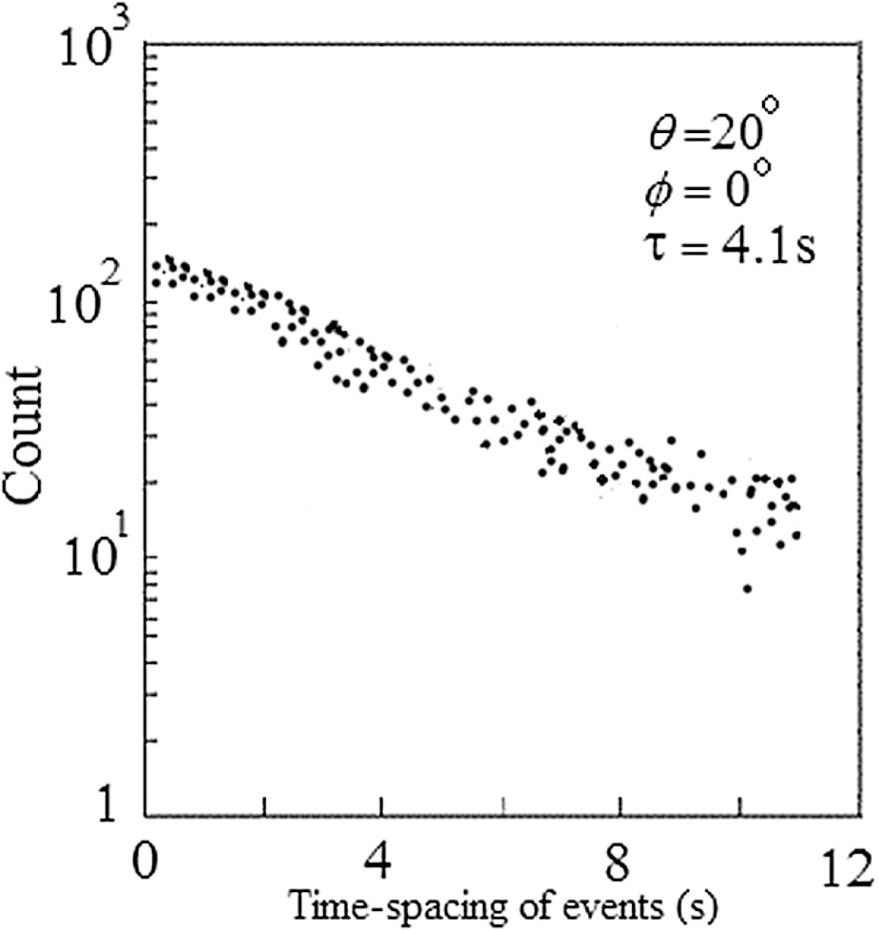 10³
θ=20°
ϕ = 0°
τ = 4.1s
10²
Count
10¹
1
0 4 8 12
Time-spacing of events (s)